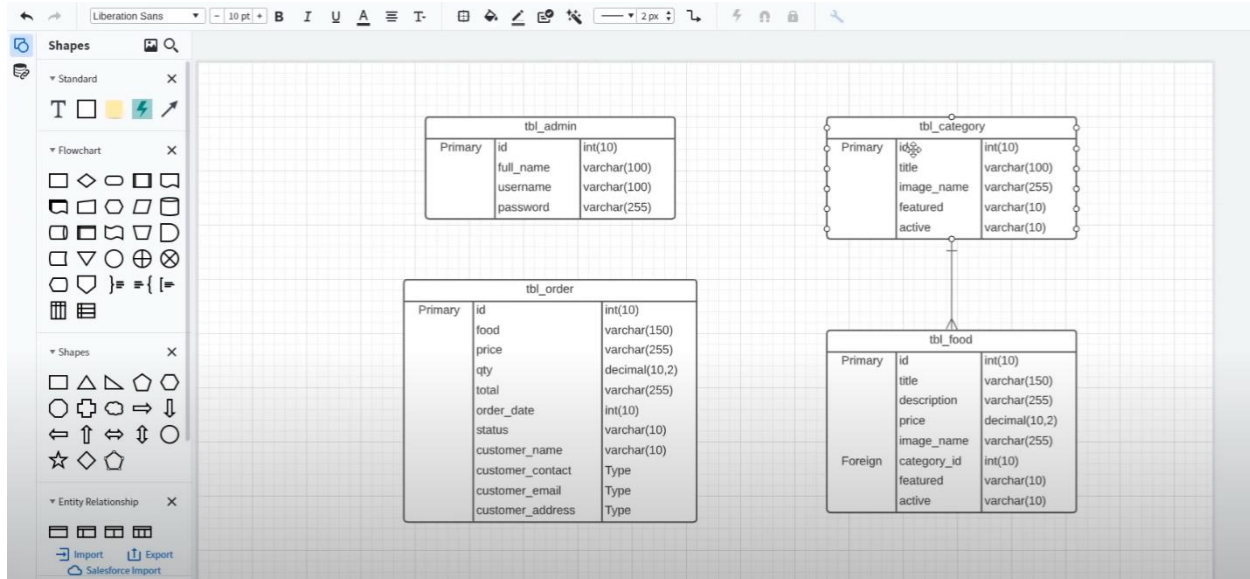 Liberation Sans
- 10 pt + B I U A T 2 px
Shapes
Standard
T
Flowchart
Shapes
Entity Relationship
Import Export
Salesforce Import
tbl_admin
Primary id int(10)
full_name varchar(100)
username varchar(100)
password varchar(255)
tbl_category
Primary id int(10)
title varchar(100)
image_name varchar(255)
featured varchar(10)
active varchar(10)
tbl_order
Primary id int(10)
food varchar(150)
price varchar(255)
qty decimal(10,2)
total varchar(255)
order_date int(10)
status varchar(10)
customer_name varchar(10)
customer_contact Type
customer_email Type
customer_address Type
tbl_food
Primary id int(10)
title varchar(150)
description varchar(255)
price decimal(10,2)
image_name varchar(255)
Foreign category_id int(10)
featured varchar(10)
active varchar(10)